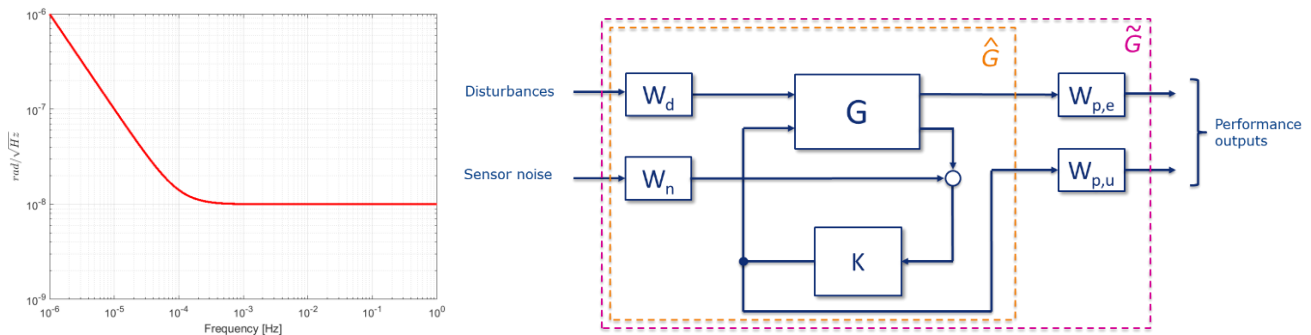 10^-6
10^-7
10^-8
10^-9
rad/√Hz
10^-6 10^-5 10^-4 10^-3 10^-2 10^-1 10^0
Frequency [Hz]
Disturbances
Sensor noise
W_d
W_n
G
K
Ĝ
G̃
W_p,e
W_p,u
Performance
outputs